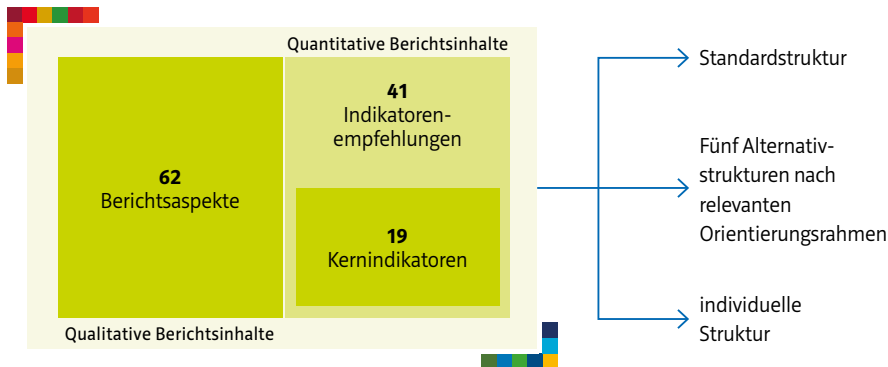 Quantitative Berichtsinhalte
62
Berichtsaspekte
41
Indikatoren-
empfehlungen
19
Kernindikatoren
Qualitative Berichtsinhalte
Standardstruktur
Fünf Alternativ-
strukturen nach
relevanten
Orientierungsrahmen
individuelle
Struktur